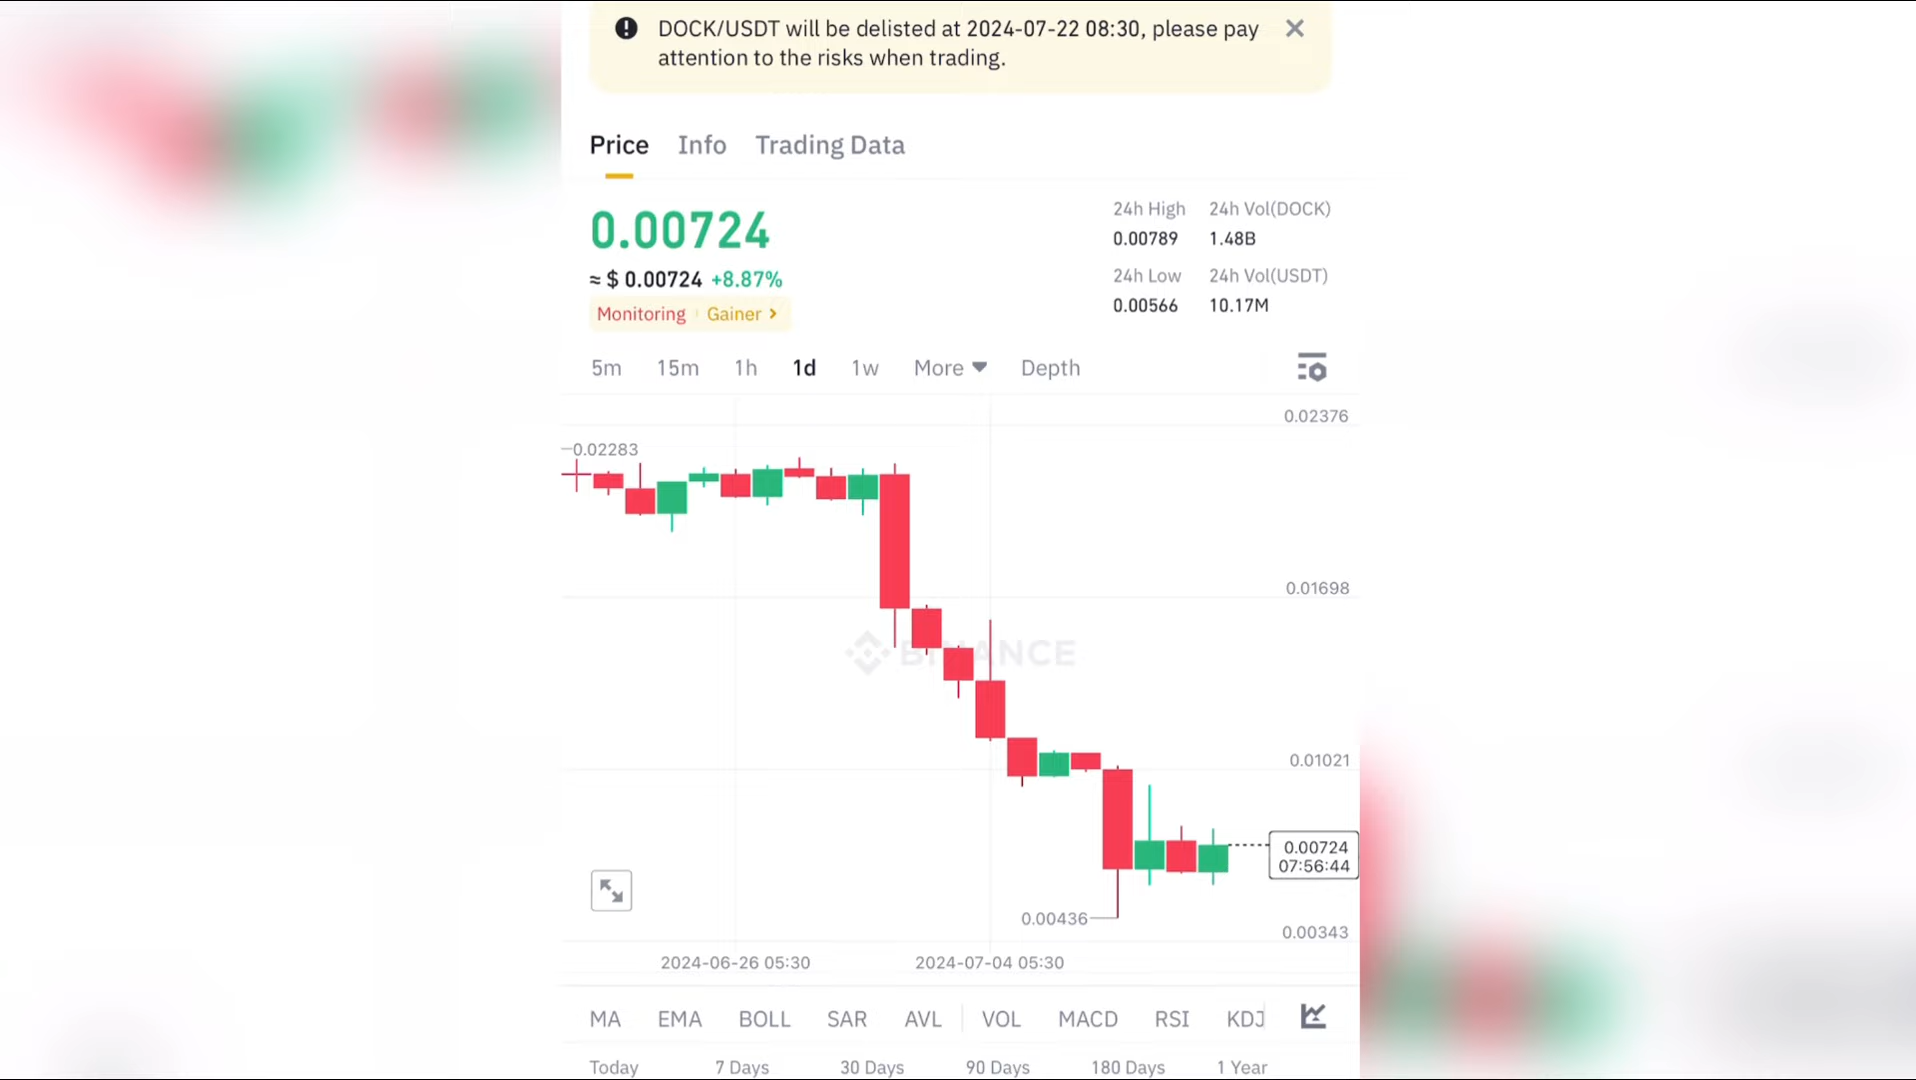 DOCK/USDT will be delisted at 2024-07-22 08:30, please pay
attention to the risks when trading.
Price Info Trading Data
0.00724
≈ $ 0.00724 +8.87%
Monitoring Gainer >
24h High 24h Vol(DOCK)
0.00789 1.48B
24h Low 24h Vol(USDT)
0.00566 10.17M
5m 15m 1h 1d 1w More Depth
0.02376
0.02283
0.01698
BINANCE
0.01021
0.00724
07:56:44
0.00436
0.00343
2024-06-26 05:30 2024-07-04 05:30
MA EMA BOLL SAR AVL VOL MACD RSI KDJ
Today 7 Days 30 Days 90 Days 180 Days 1 Year